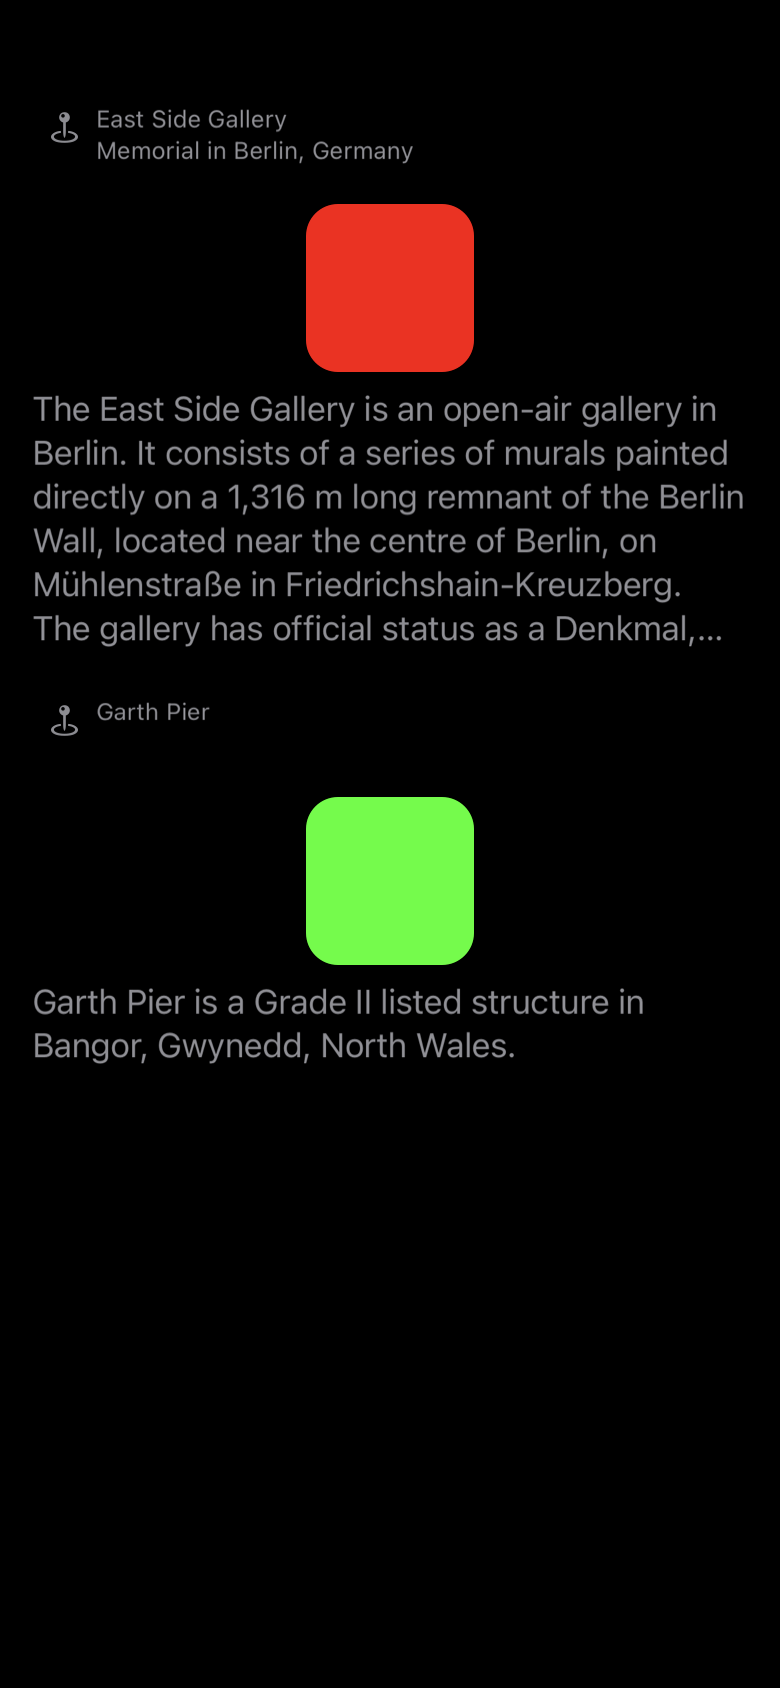 East Side Gallery
Memorial in Berlin, Germany
The East Side Gallery is an open-air gallery in
Berlin. It consists of a series of murals painted
directly on a 1,316 m long remnant of the Berlin
Wall, located near the centre of Berlin, on
Mühlenstraße in Friedrichshain-Kreuzberg.
The gallery has official status as a Denkmal,...
Garth Pier
Garth Pier is a Grade II listed structure in
Bangor, Gwynedd, North Wales.